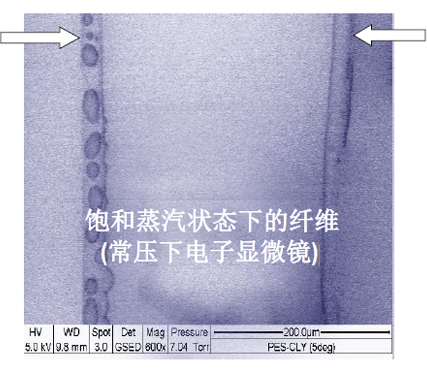 饱和蒸汽状态下的纤维
(常压下电子显微镜)
HV WD Spot Det Mag Pressure 200.0μm
5.0 kV 9.8 mm 3.0 GSED 600x 7.04 Torr PES-CLY (5deg)